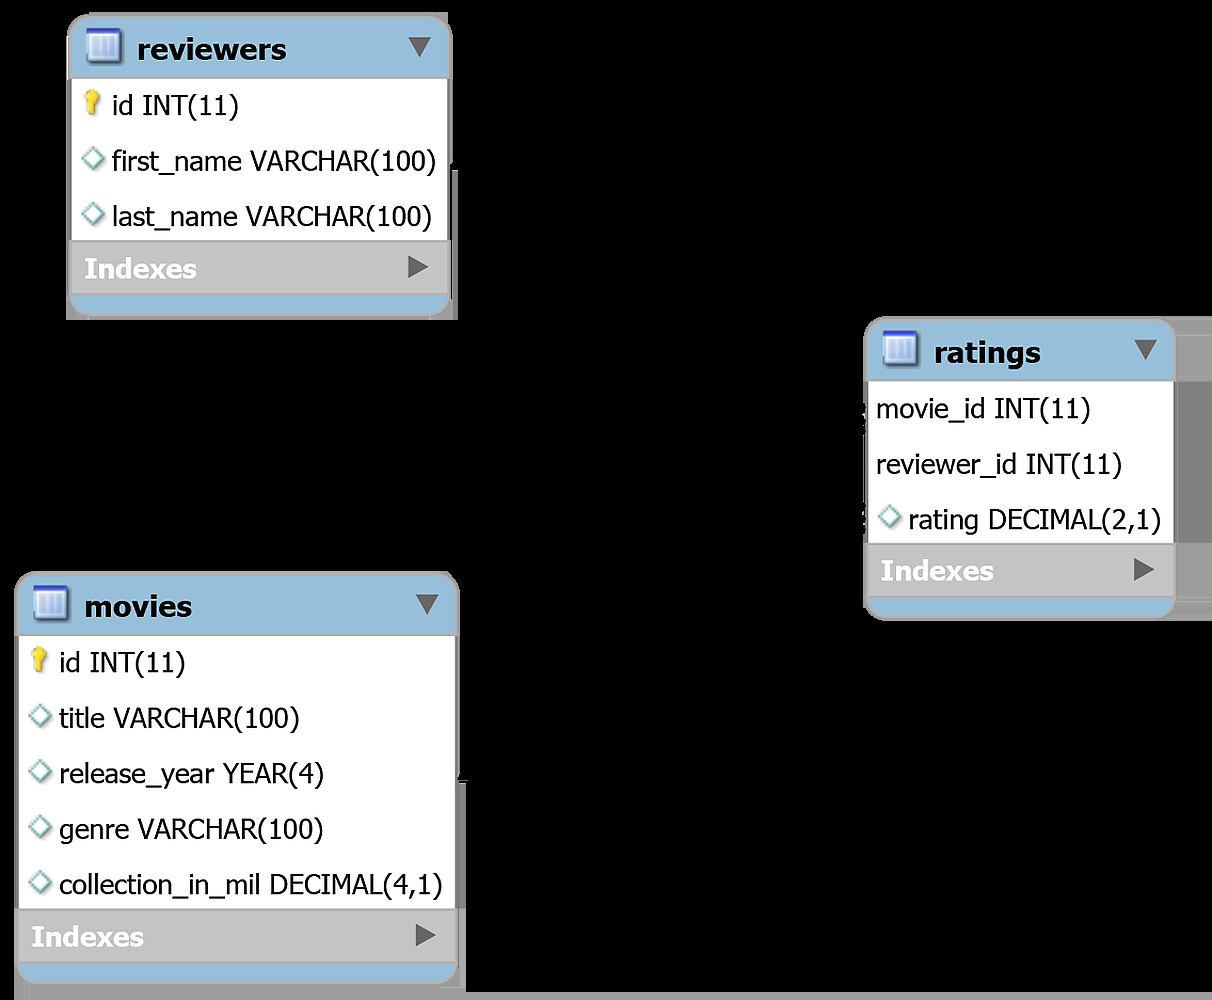 reviewers
id INT(11)
first_name VARCHAR(100)
last_name VARCHAR(100)
Indexes
ratings
movie_id INT(11)
reviewer_id INT(11)
rating DECIMAL(2,1)
Indexes
movies
id INT(11)
title VARCHAR(100)
release_year YEAR(4)
genre VARCHAR(100)
collection_in_mil DECIMAL(4,1)
Indexes